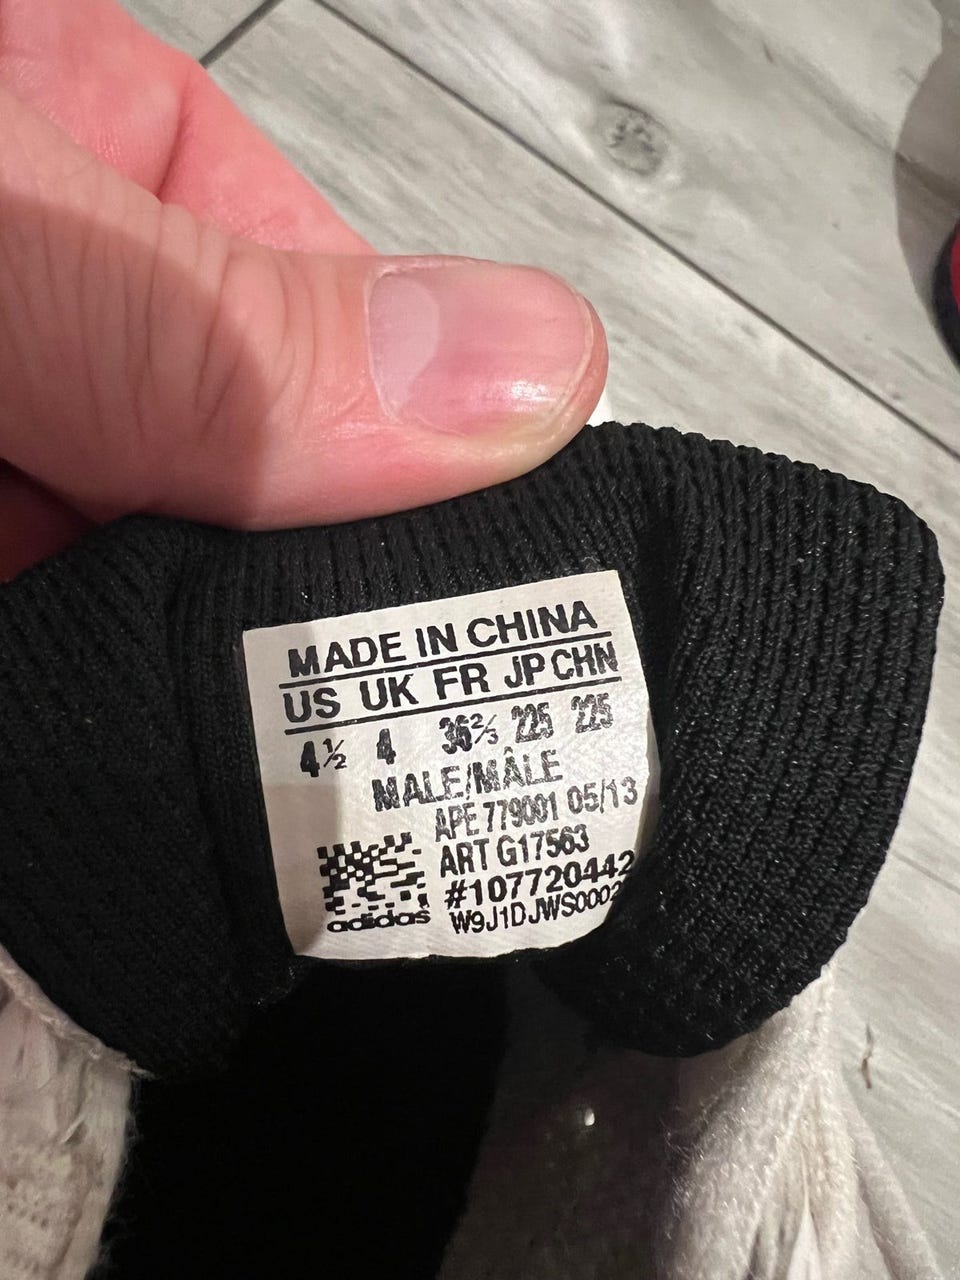 MADE IN CHINA
US UK FR JP CHN
4½ 4 36⅔ 225 225
MALE/MÂLE
APE 779001 05/13
ART G17563
#107720442
adidas W9J1DJWS0002